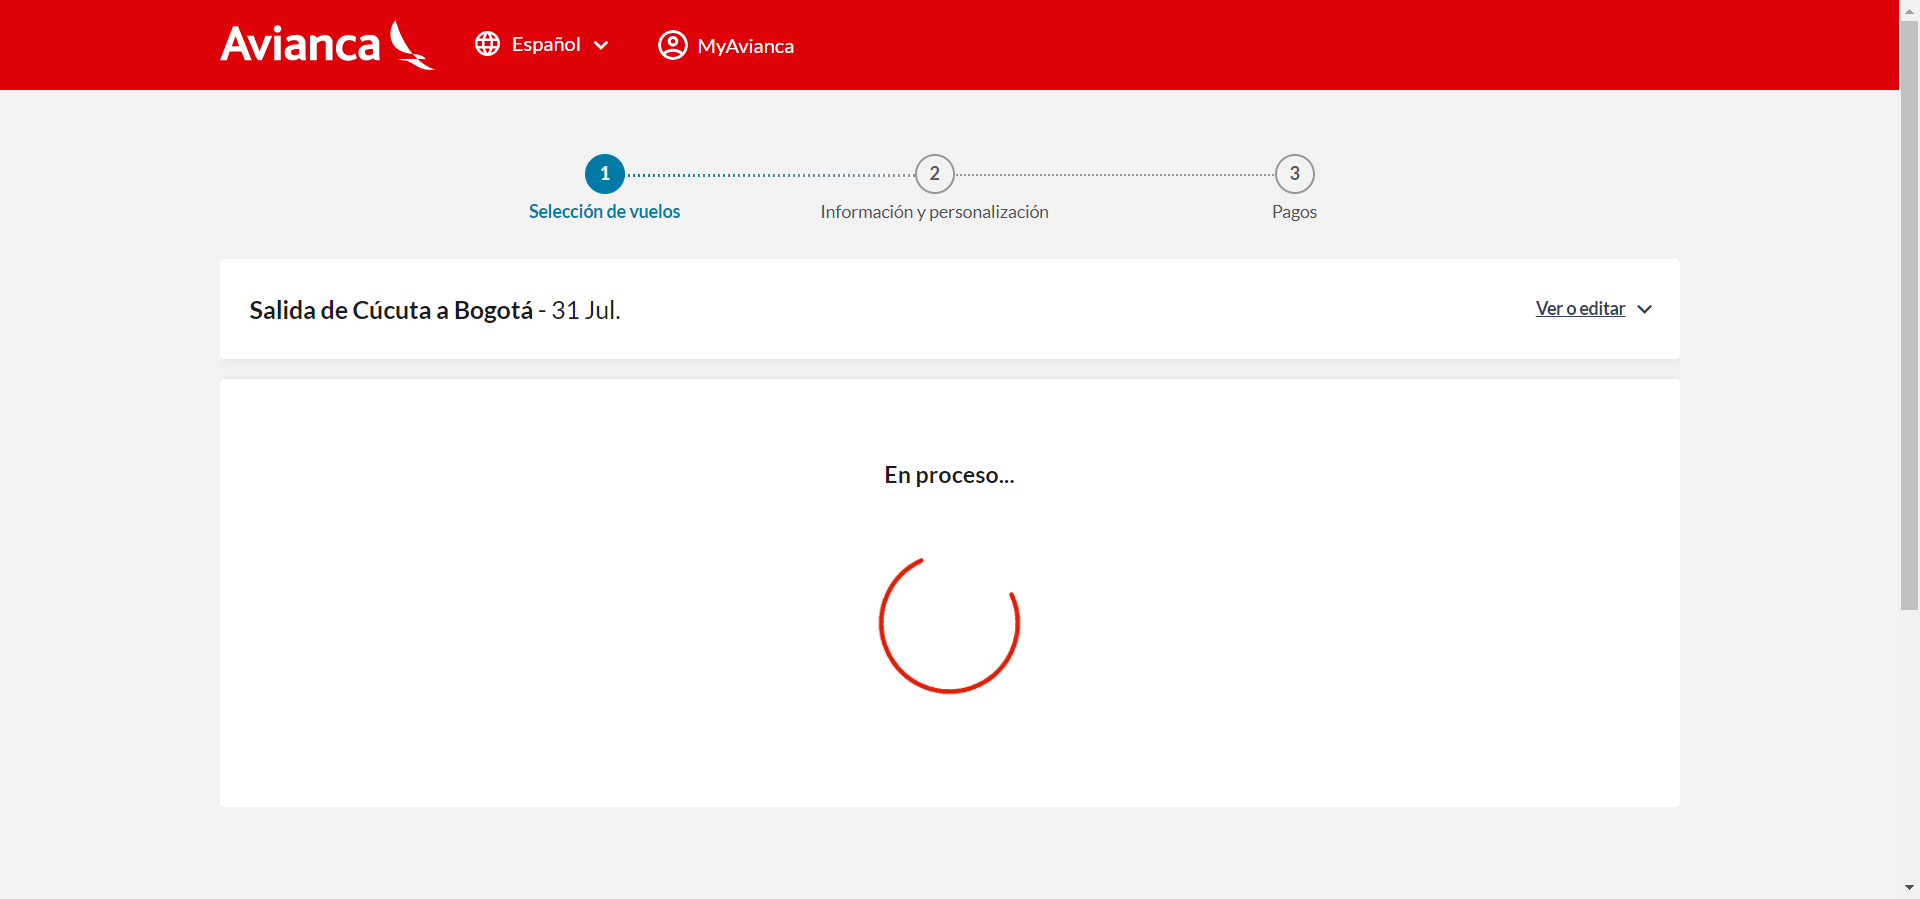 Avianca
Español
MyAvianca
1
2
3
Selección de vuelos
Información y personalización
Pagos
Salida de Cúcuta a Bogotá - 31 Jul.
Ver o editar
En proceso...